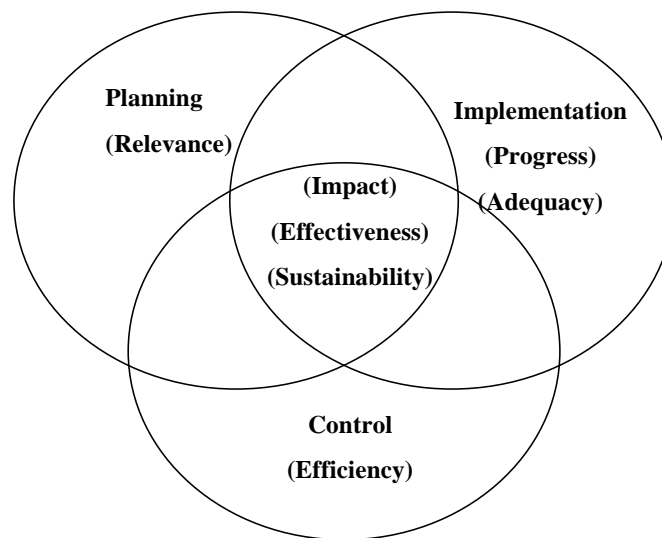 Planning
(Relevance)
Implementation
(Progress)
(Adequacy)
(Impact)
(Effectiveness)
(Sustainability)
Control
(Efficiency)